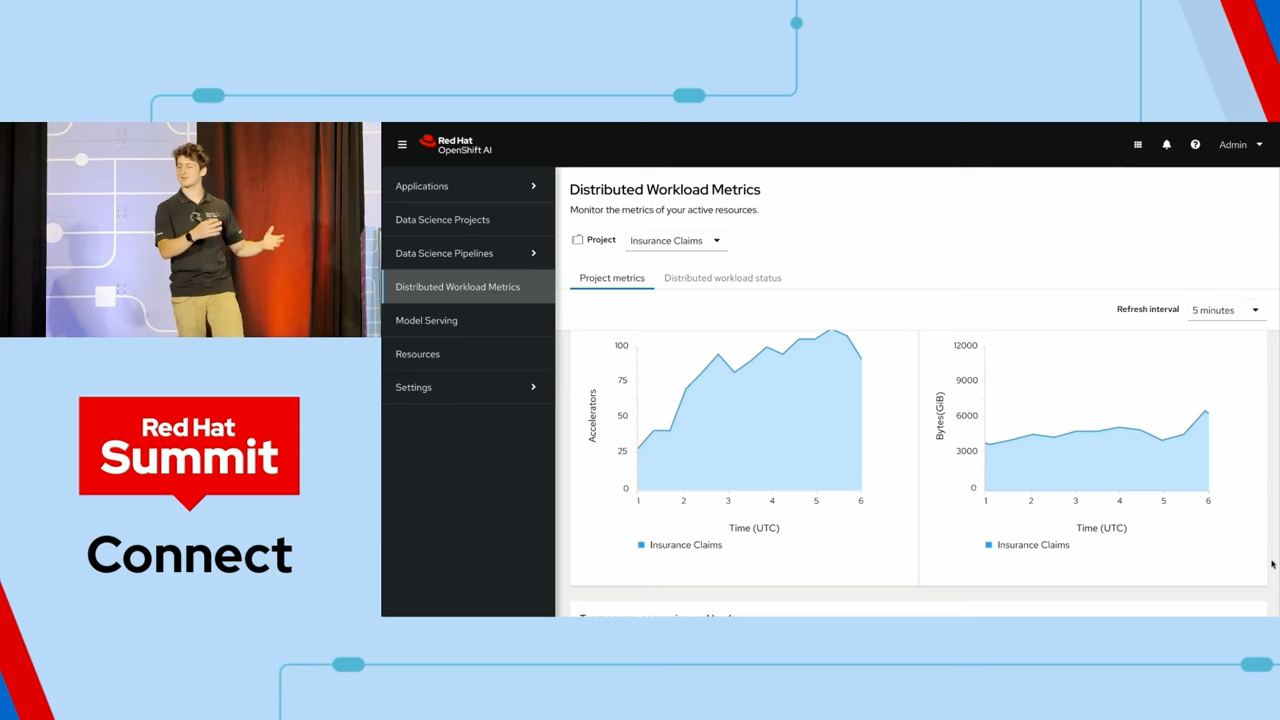 Red Hat
OpenShift AI
Admin
Applications
Data Science Projects
Data Science Pipelines
Distributed Workload Metrics
Model Serving
Resources
Settings
Distributed Workload Metrics
Monitor the metrics of your active resources.
Project
Insurance Claims
Project metrics
Distributed workload status
Refresh interval
5 minutes
Accelerators
100
75
50
25
0
1 2 3 4 5 6
Time (UTC)
Insurance Claims
Bytes(GiB)
12000
9000
6000
3000
0
1 2 3 4 5 6
Time (UTC)
Insurance Claims
Red Hat
Summit
Connect